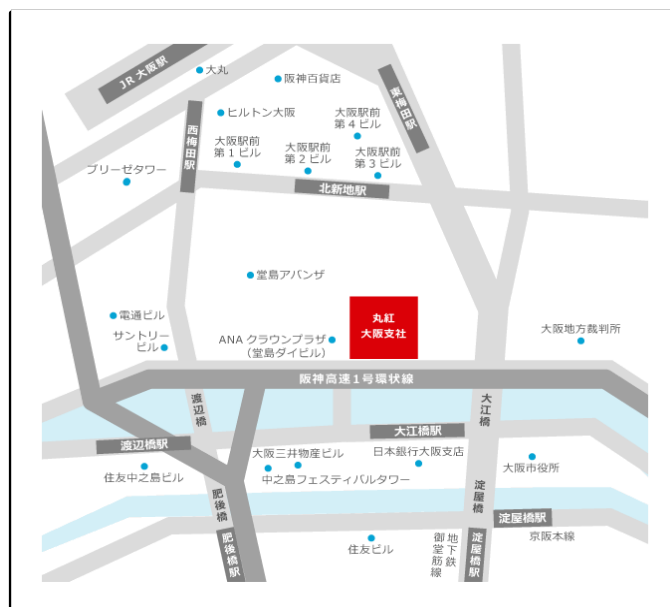 JR 大阪駅
大丸
阪神百貨店
東梅田駅
ヒルトン大阪
西梅田駅
大阪駅前
第4ビル
大阪駅前
第1ビル
大阪駅前
第2ビル
大阪駅前
第3ビル
ブリーゼタワー
北新地駅
堂島アバンザ
電通ビル
サントリー
ビル
丸紅
大阪支社
ANA クラウンプラザ
(堂島ダイビル)
大阪地方裁判所
阪神高速1号環状線
渡辺橋
大江橋
渡辺橋駅
大江橋駅
大阪三井物産ビル
日本銀行大阪支店
大阪市役所
住友中之島ビル
中之島フェスティバルタワー
肥後橋
淀屋橋
淀屋橋駅
京阪本線
肥後橋駅
住友ビル
地下鉄
御堂筋線
淀屋橋駅